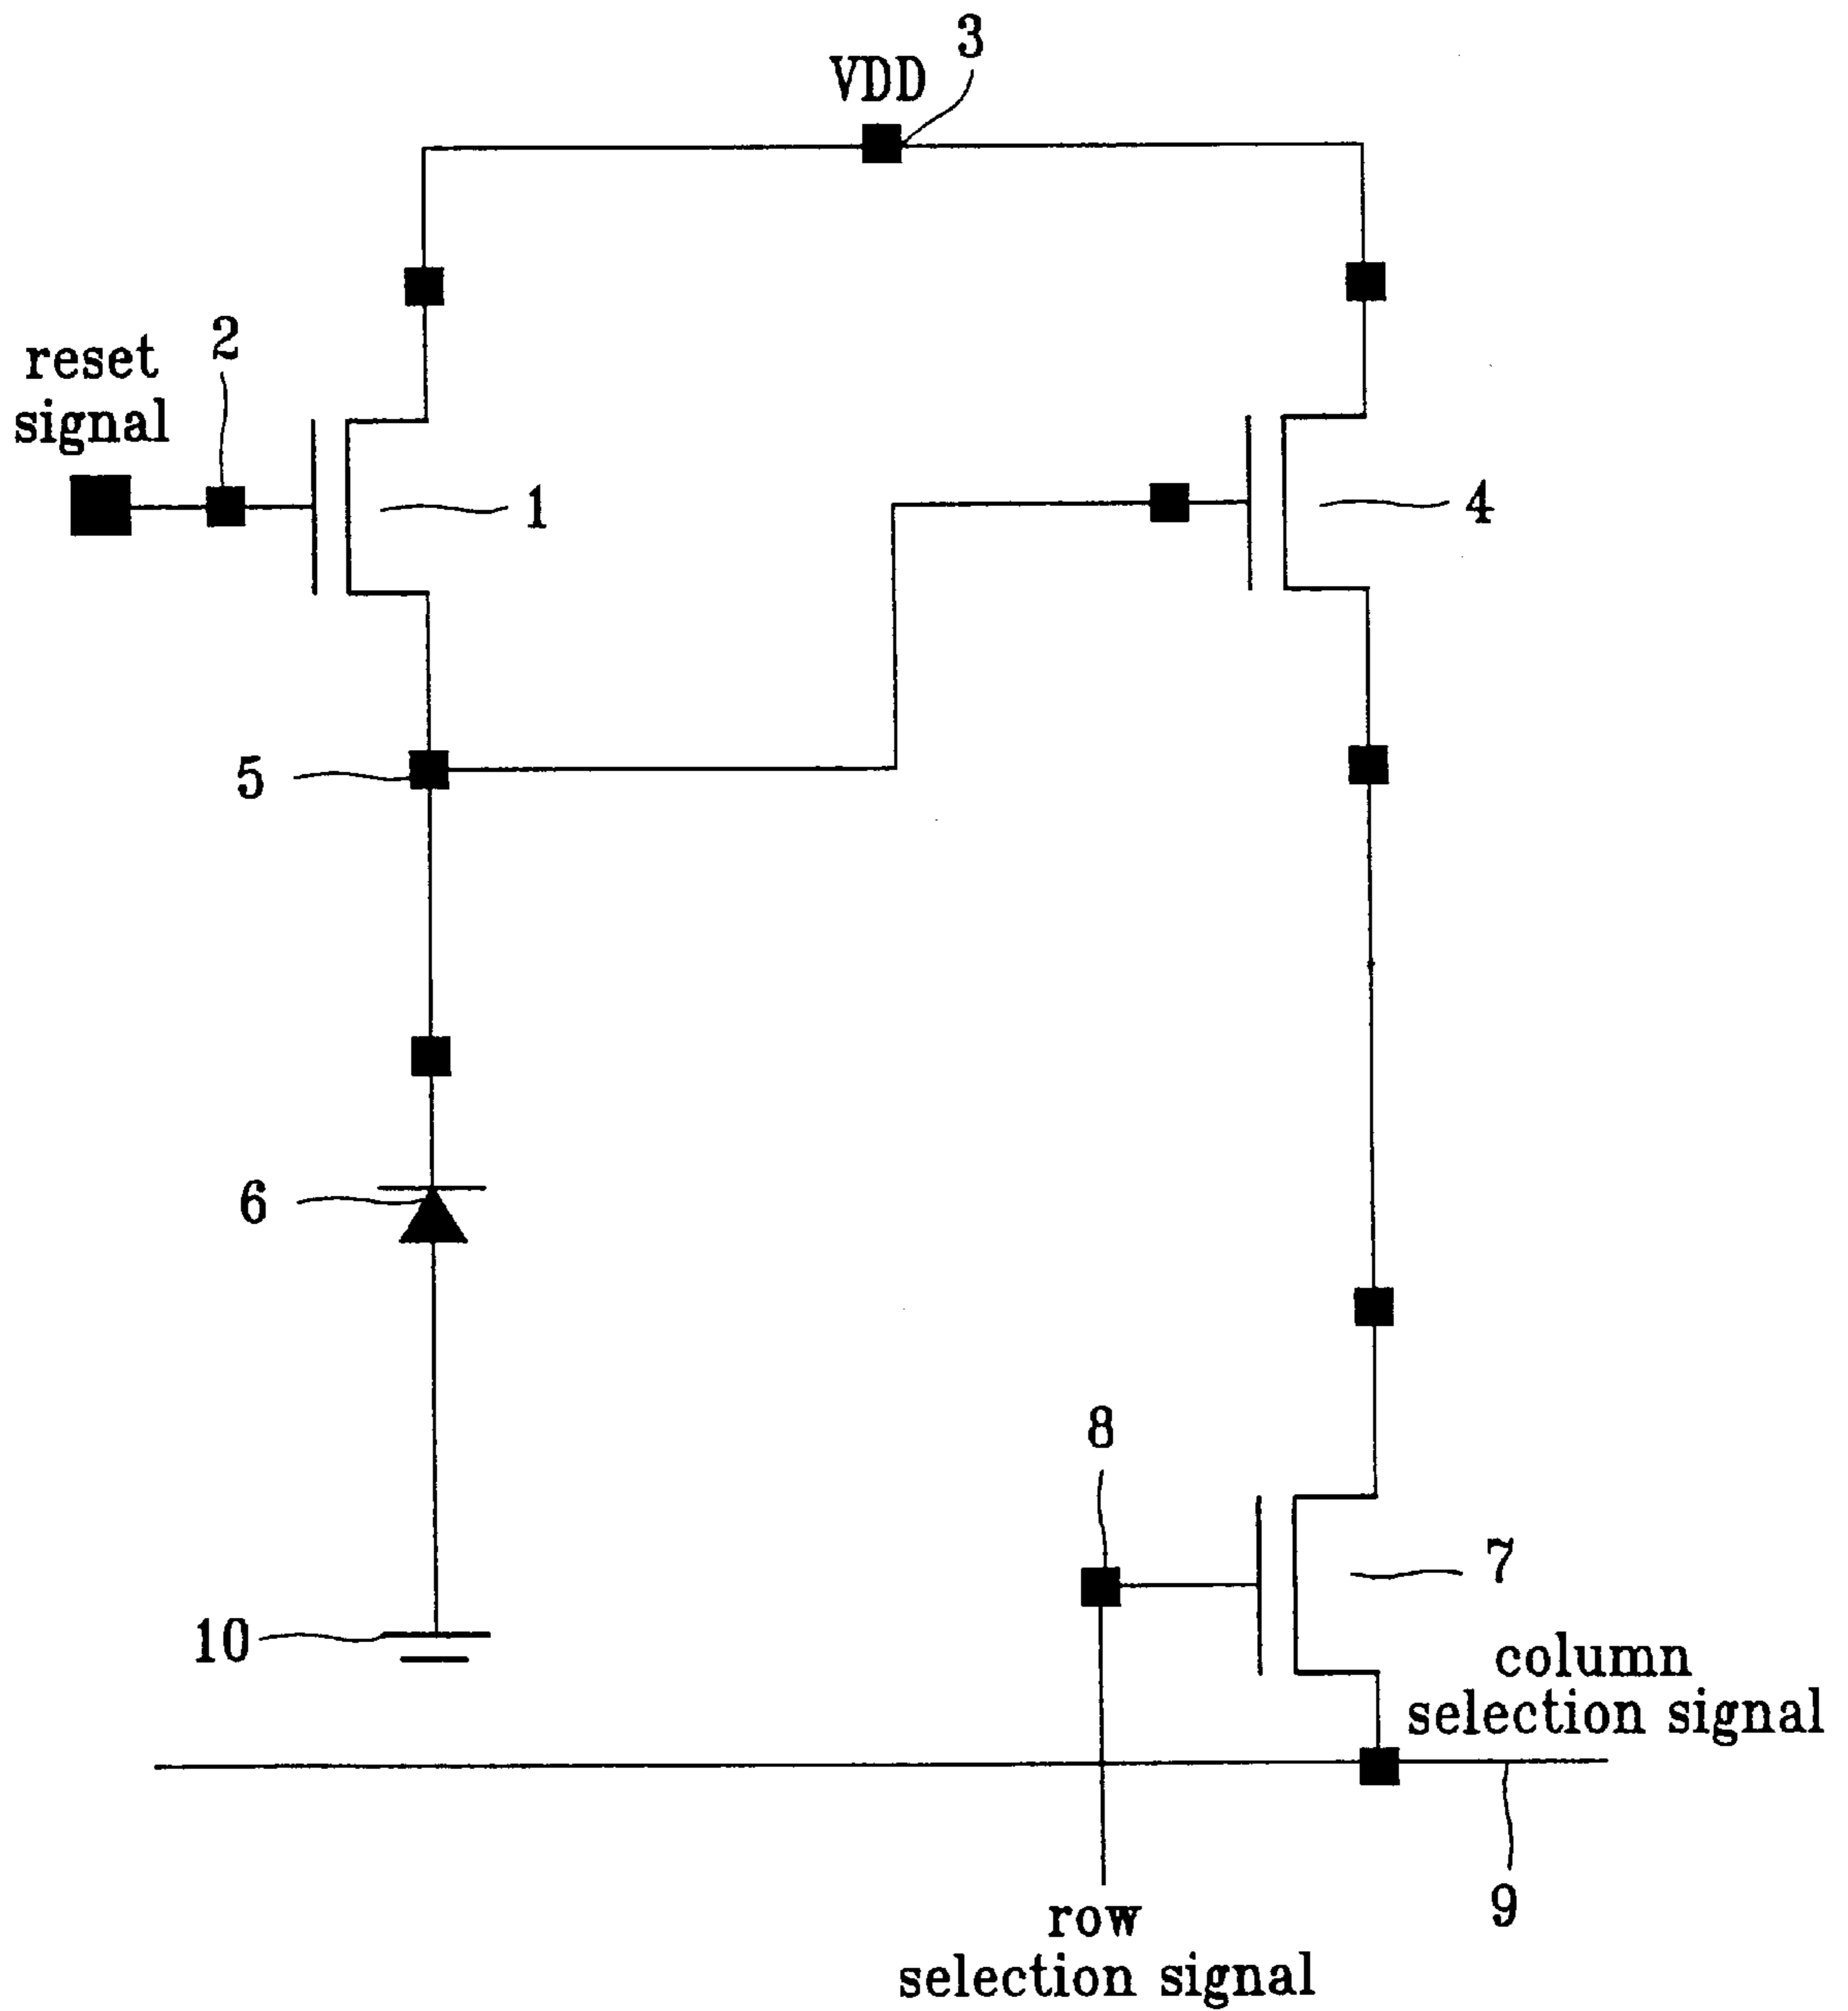 3
VDD
2
reset
signal
1
4
5
6
8
7
10
column
selection signal
9
row
selection signal